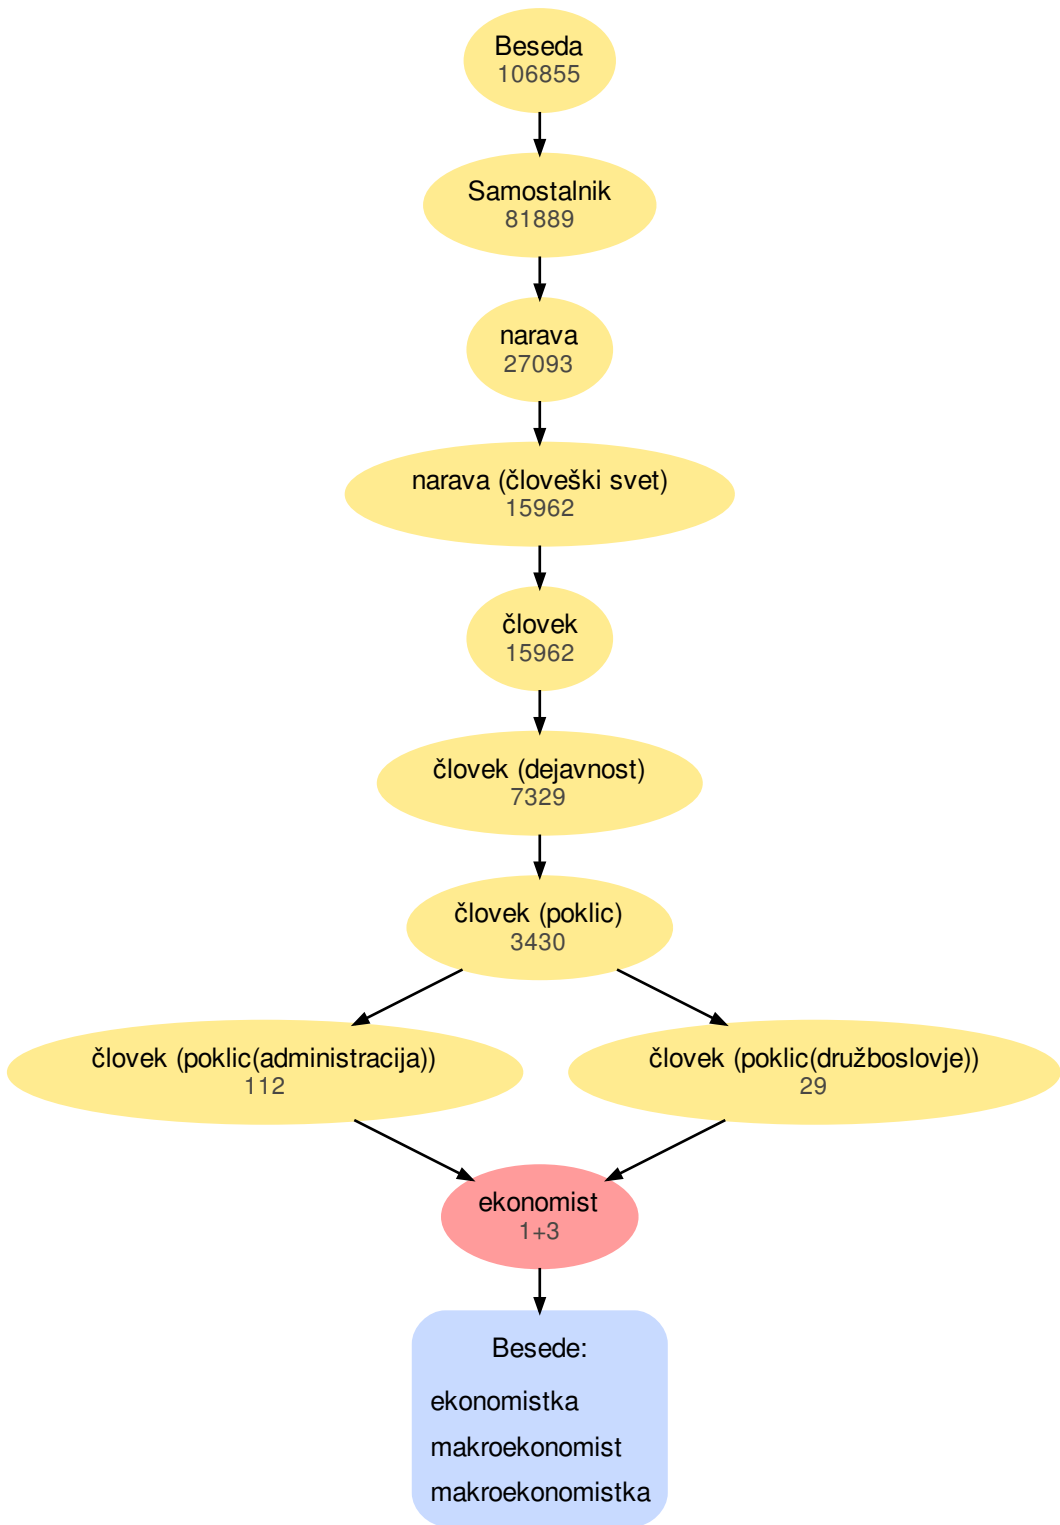 Beseda
106855
Samostalnik
81889
narava
27093
narava (človeški svet)
15962
človek
15962
človek (dejavnost)
7329
človek (poklic)
3430
človek (poklic(administracija))
112
človek (poklic(družboslovje))
29
ekonomist
1+3
Besede:
ekonomistka
makroekonomist
makroekonomistka